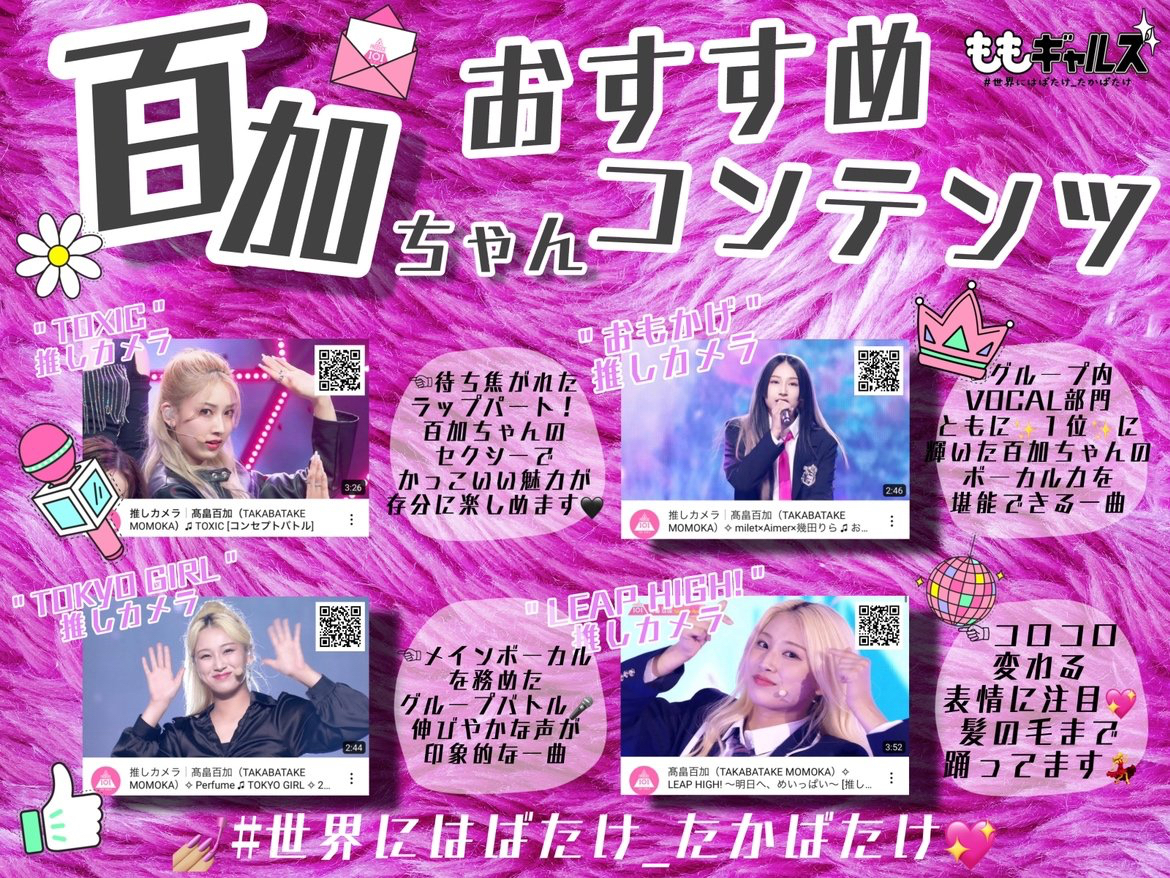 百加ちゃん
おすすめ
コンテンツ
ももギャルズ
#世界にはばたけ_たかばたけ
101
"TOXIC"
推しカメラ
3:26
推しカメラ｜髙畠百加（TAKABATAKE
MOMOKA）♫ TOXIC [コンセプトバトル]
☜待ち焦がれた
ラップパート！
百加ちゃんの
セクシーで
かっこいい魅力が
存分に楽しめます🖤
"おもかげ"
推しカメラ
2:46
101
推しカメラ｜髙畠百加（TAKABATAKE
MOMOKA）✧ milet×Aimer×幾田りら ♫ お...
☜グループ内
VOCAL部門
ともに✨１位✨に
輝いた百加ちゃんの
ボーカル力を
堪能できる一曲
"TOKYO GIRL"
推しカメラ
2:44
101
推しカメラ｜髙畠百加（TAKABATAKE
MOMOKA）✧ Perfume ♫ TOKYO GIRL ✧ 2...
☜メインボーカル
を務めた
グループバトル🎤
伸びやかな声が
印象的な一曲
"LEAP HIGH!"
推しカメラ
101
3:52
101
髙畠百加（TAKABATAKE MOMOKA）✧
LEAP HIGH! ～明日へ、めいっぱい～ [推し...
☜コロコロ
変わる
表情に注目💖
髪の毛まで
踊ってます💃
💅#世界にはばたけ_たかばたけ💖